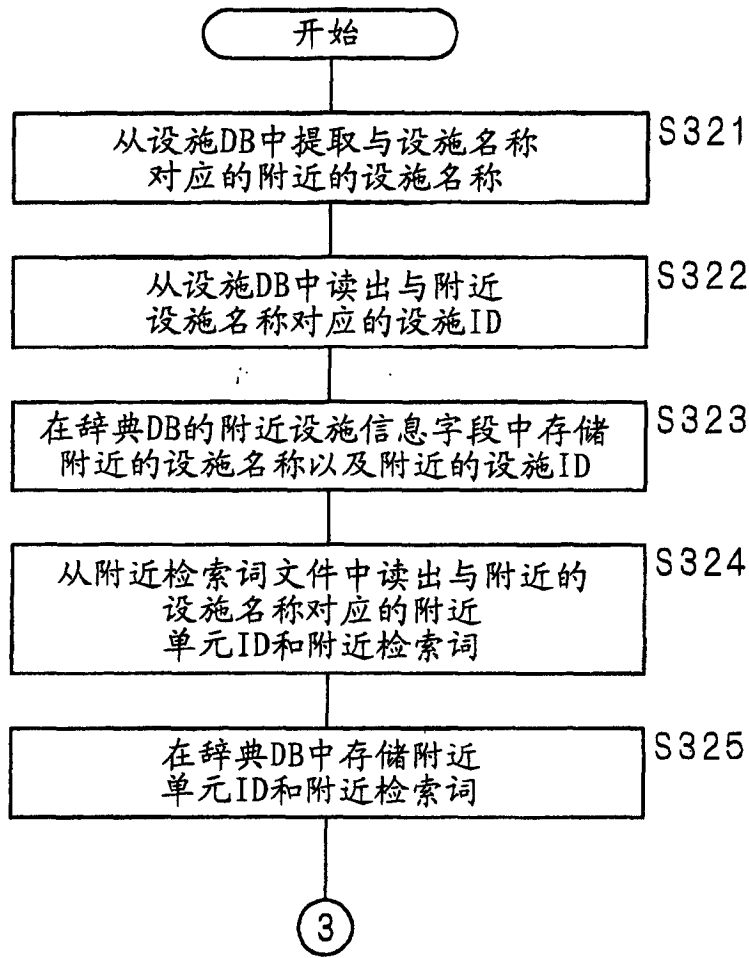 开始
S321
从设施DB中提取与设施名称
对应的附近的设施名称
S322
从设施DB中读出与附近
设施名称对应的设施ID
S323
在辞典DB的附近设施信息字段中存储
附近的设施名称以及附近的设施ID
S324
从附近检索词文件中读出与附近的
设施名称对应的附近
单元ID和附近检索词
S325
在辞典DB中存储附近
单元ID和附近检索词
3